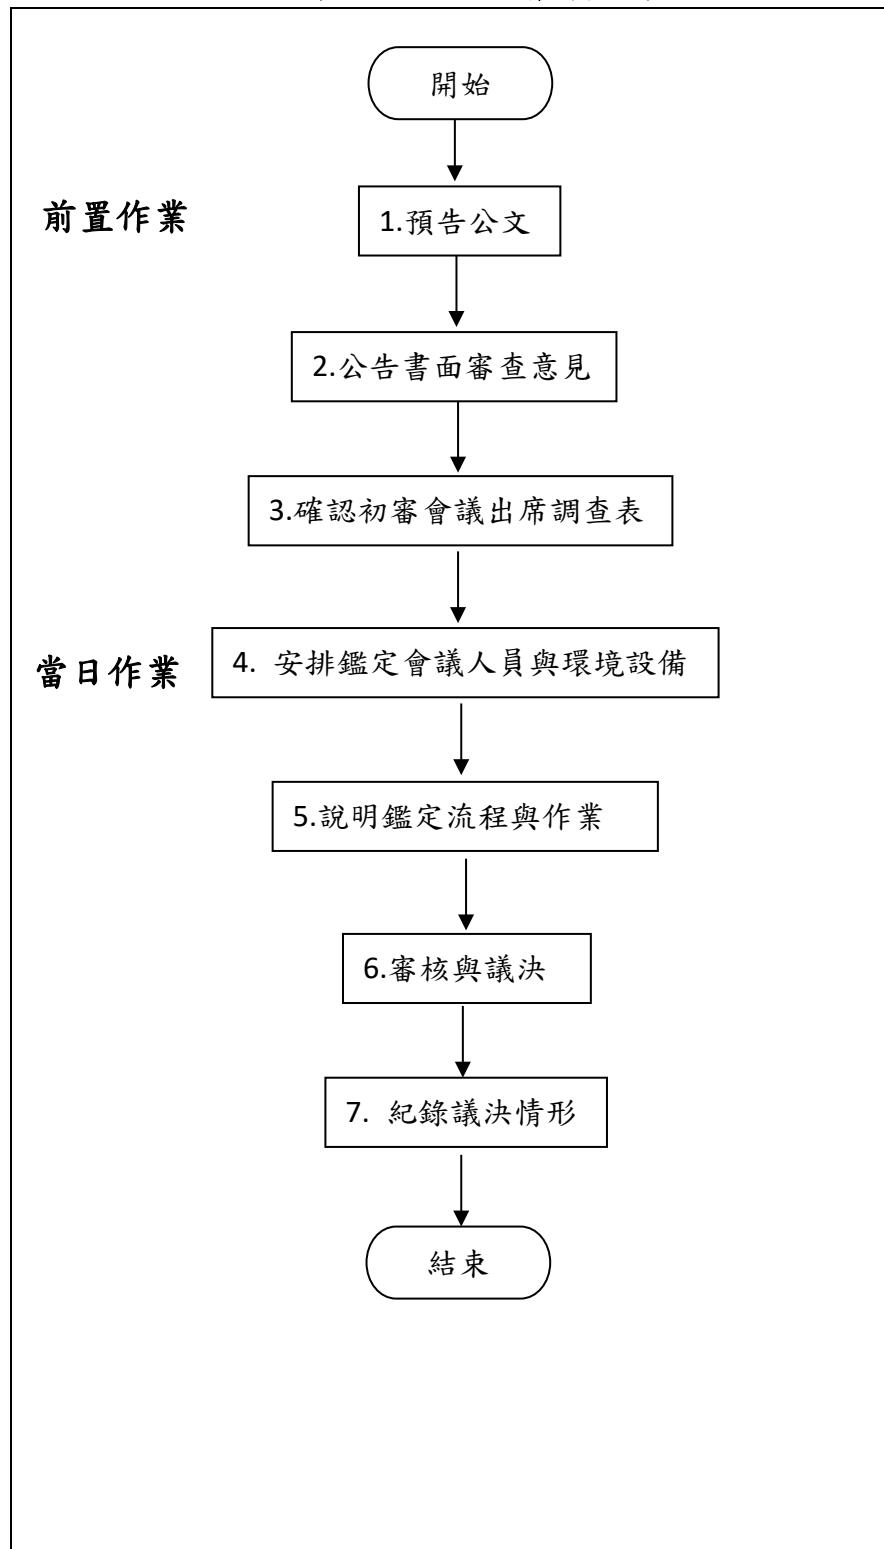 開始
前置作業
1.預告公文
2.公告書面審查意見
3.確認初審會議出席調查表
當日作業
4. 安排鑑定會議人員與環境設備
5.說明鑑定流程與作業
6.審核與議決
7. 紀錄議決情形
結束